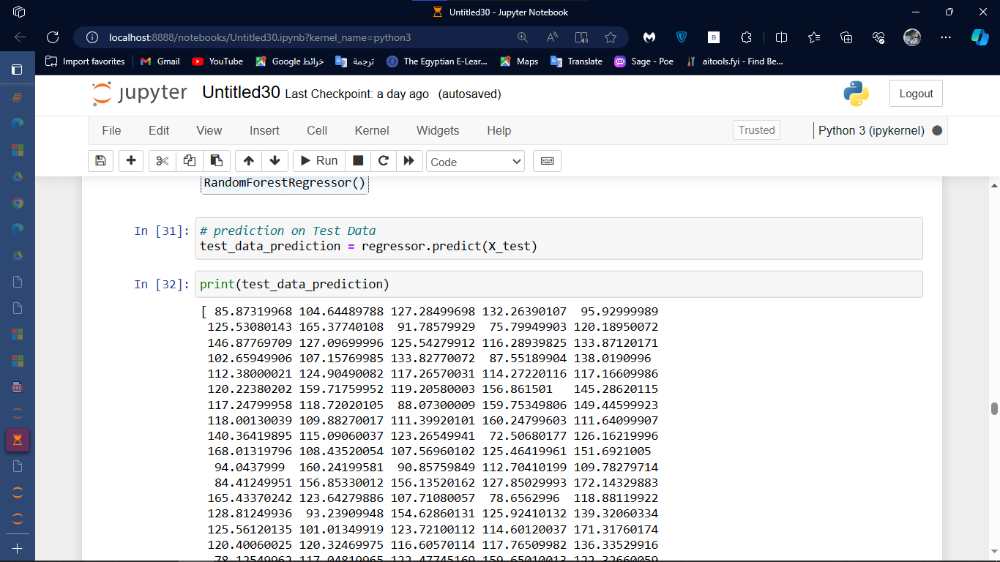 Untitled30 - Jupyter Notebook
localhost:8888/notebooks/Untitled30.ipynb?kernel_name=python3
Import favorites Gmail YouTube Google خرائط ترجمة The Egyptian E-Lear... Maps Translate Sage - Poe aitools.fyi - Find Be...
jupyter Untitled30 Last Checkpoint: a day ago (autosaved) Logout
File Edit View Insert Cell Kernel Widgets Help Trusted Python 3 (ipykernel)
Run Code
RandomForestRegressor()
In [31]: # prediction on Test Data
test_data_prediction = regressor.predict(X_test)
In [32]: print(test_data_prediction)
[ 85.87319968 104.64489788 127.28499698 132.26390107 95.92999989
125.53080143 165.37740108 91.78579929 75.79949903 120.18950072
146.87769709 127.09699996 125.54279912 116.28939825 133.87120171
102.65949906 107.15769985 133.82770072 87.55189904 138.0190996
112.38000021 124.90490082 117.26570031 114.27220116 117.16609986
120.22380202 159.71759952 119.20580003 156.861501 145.28620115
117.24799958 118.72020105 88.07300009 159.75349806 149.44599923
118.00130039 109.88270017 111.39920101 160.24799603 111.64099907
140.36419895 115.09060037 123.26549941 72.50680177 126.16219996
168.01319796 108.43520054 107.56960102 125.46419961 151.6921005
94.0437999 160.24199581 90.85759849 112.70410199 109.78279714
84.41249951 156.85330012 156.13520162 127.85029993 172.14329883
165.43370242 123.64279886 107.71080057 78.6562996 118.88119922
128.81249936 93.23909948 154.62860131 125.92410132 139.32060334
125.56120135 101.01349919 123.72100112 114.60120037 171.31760174
120.40060025 120.32469975 116.60570114 117.76509982 136.33529916
78.12549962 117.04819965 122.47745169 159.65010013 122.32660059